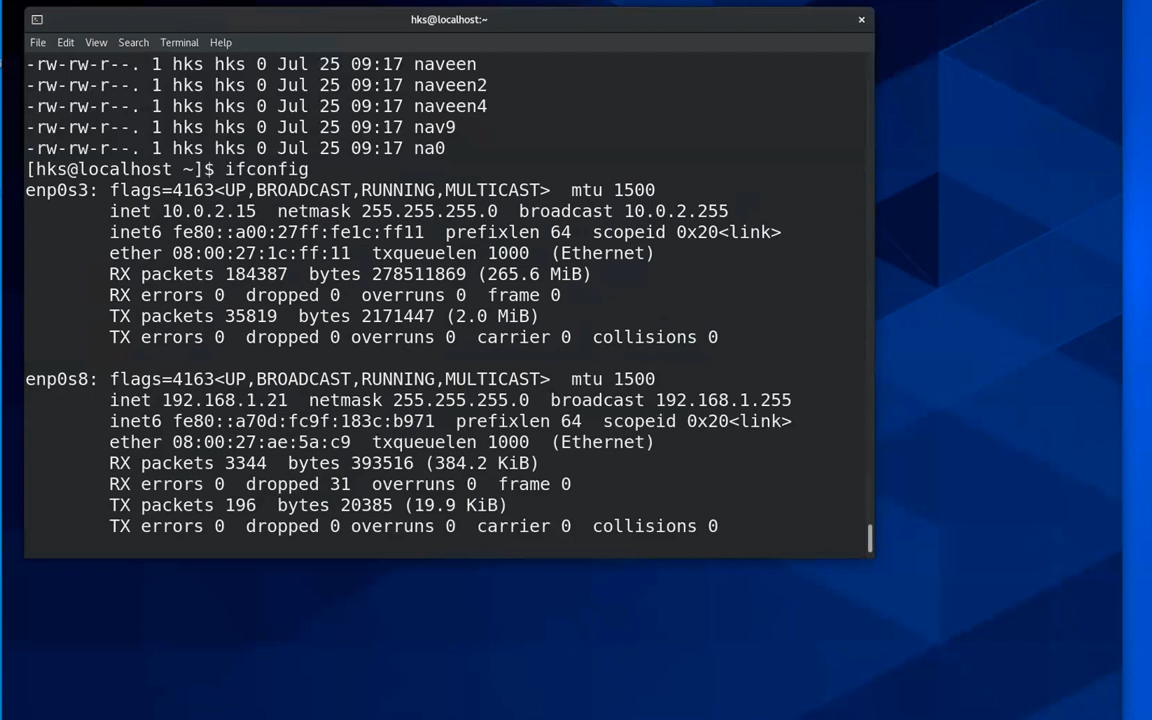 hks@localhost:~
File Edit View Search Terminal Help
-rw-rw-r--. 1 hks hks 0 Jul 25 09:17 naveen
-rw-rw-r--. 1 hks hks 0 Jul 25 09:17 naveen2
-rw-rw-r--. 1 hks hks 0 Jul 25 09:17 naveen4
-rw-rw-r--. 1 hks hks 0 Jul 25 09:17 nav9
-rw-rw-r--. 1 hks hks 0 Jul 25 09:17 na0
[hks@localhost ~]$ ifconfig
enp0s3: flags=4163<UP,BROADCAST,RUNNING,MULTICAST>  mtu 1500
        inet 10.0.2.15  netmask 255.255.255.0  broadcast 10.0.2.255
        inet6 fe80::a00:27ff:fe1c:ff11  prefixlen 64  scopeid 0x20<link>
        ether 08:00:27:1c:ff:11  txqueuelen 1000  (Ethernet)
        RX packets 184387  bytes 278511869 (265.6 MiB)
        RX errors 0  dropped 0  overruns 0  frame 0
        TX packets 35819  bytes 2171447 (2.0 MiB)
        TX errors 0  dropped 0 overruns 0  carrier 0  collisions 0
enp0s8: flags=4163<UP,BROADCAST,RUNNING,MULTICAST>  mtu 1500
        inet 192.168.1.21  netmask 255.255.255.0  broadcast 192.168.1.255
        inet6 fe80::a70d:fc9f:183c:b971  prefixlen 64  scopeid 0x20<link>
        ether 08:00:27:ae:5a:c9  txqueuelen 1000  (Ethernet)
        RX packets 3344  bytes 393516 (384.2 KiB)
        RX errors 0  dropped 31  overruns 0  frame 0
        TX packets 196  bytes 20385 (19.9 KiB)
        TX errors 0  dropped 0 overruns 0  carrier 0  collisions 0